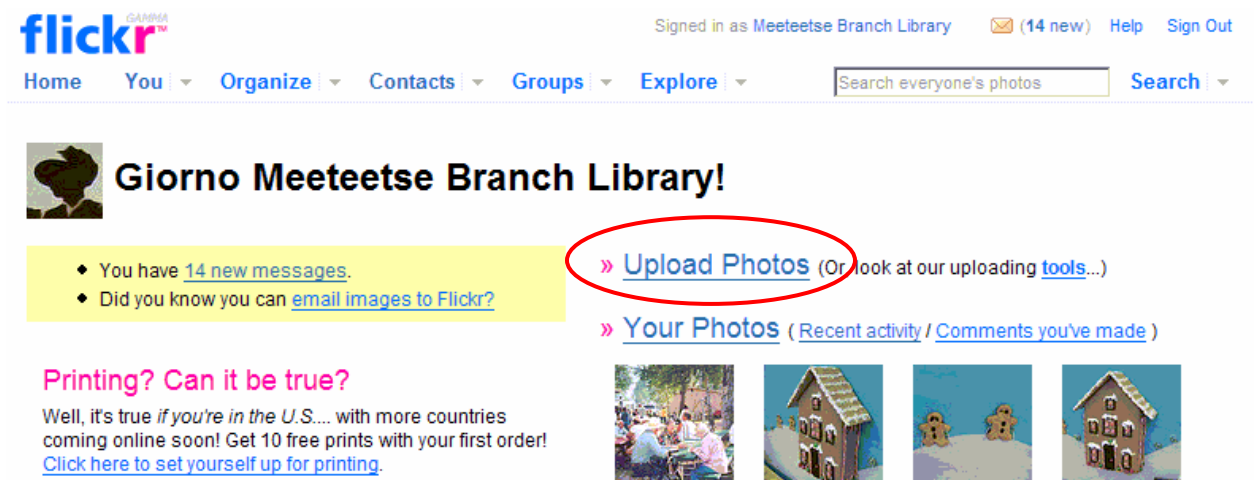 flickr™ GAMMA
Signed in as Meeteetse Branch Library (14 new) Help Sign Out
Home You Organize Contacts Groups Explore Search everyone's photos Search
Giorno Meeteetse Branch Library!
You have 14 new messages.
Did you know you can email images to Flickr?
» Upload Photos (Or, look at our uploading tools...)
» Your Photos ( Recent activity / Comments you've made )
Printing? Can it be true?
Well, it's true if you're in the U.S.... with more countries
coming online soon! Get 10 free prints with your first order!
Click here to set yourself up for printing.